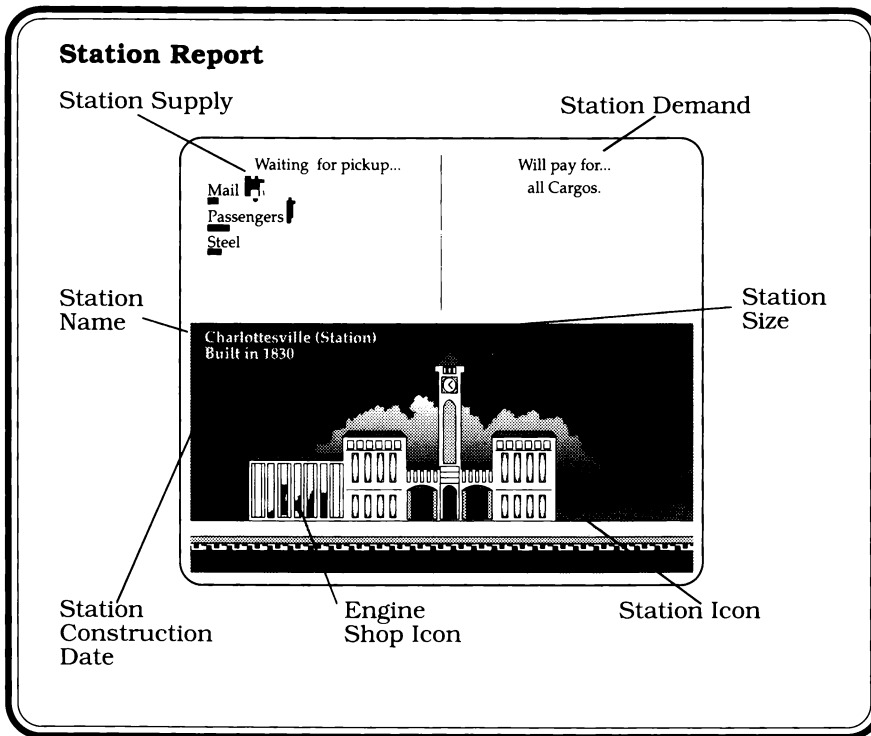 Station Report
Station Supply
Station Demand
Waiting for pickup...
Will pay for...
all Cargos.
Mail
Passengers
Steel
Station
Name
Station
Size
Charlottesville (Station)
Built in 1830
Station
Construction
Date
Engine
Shop Icon
Station Icon